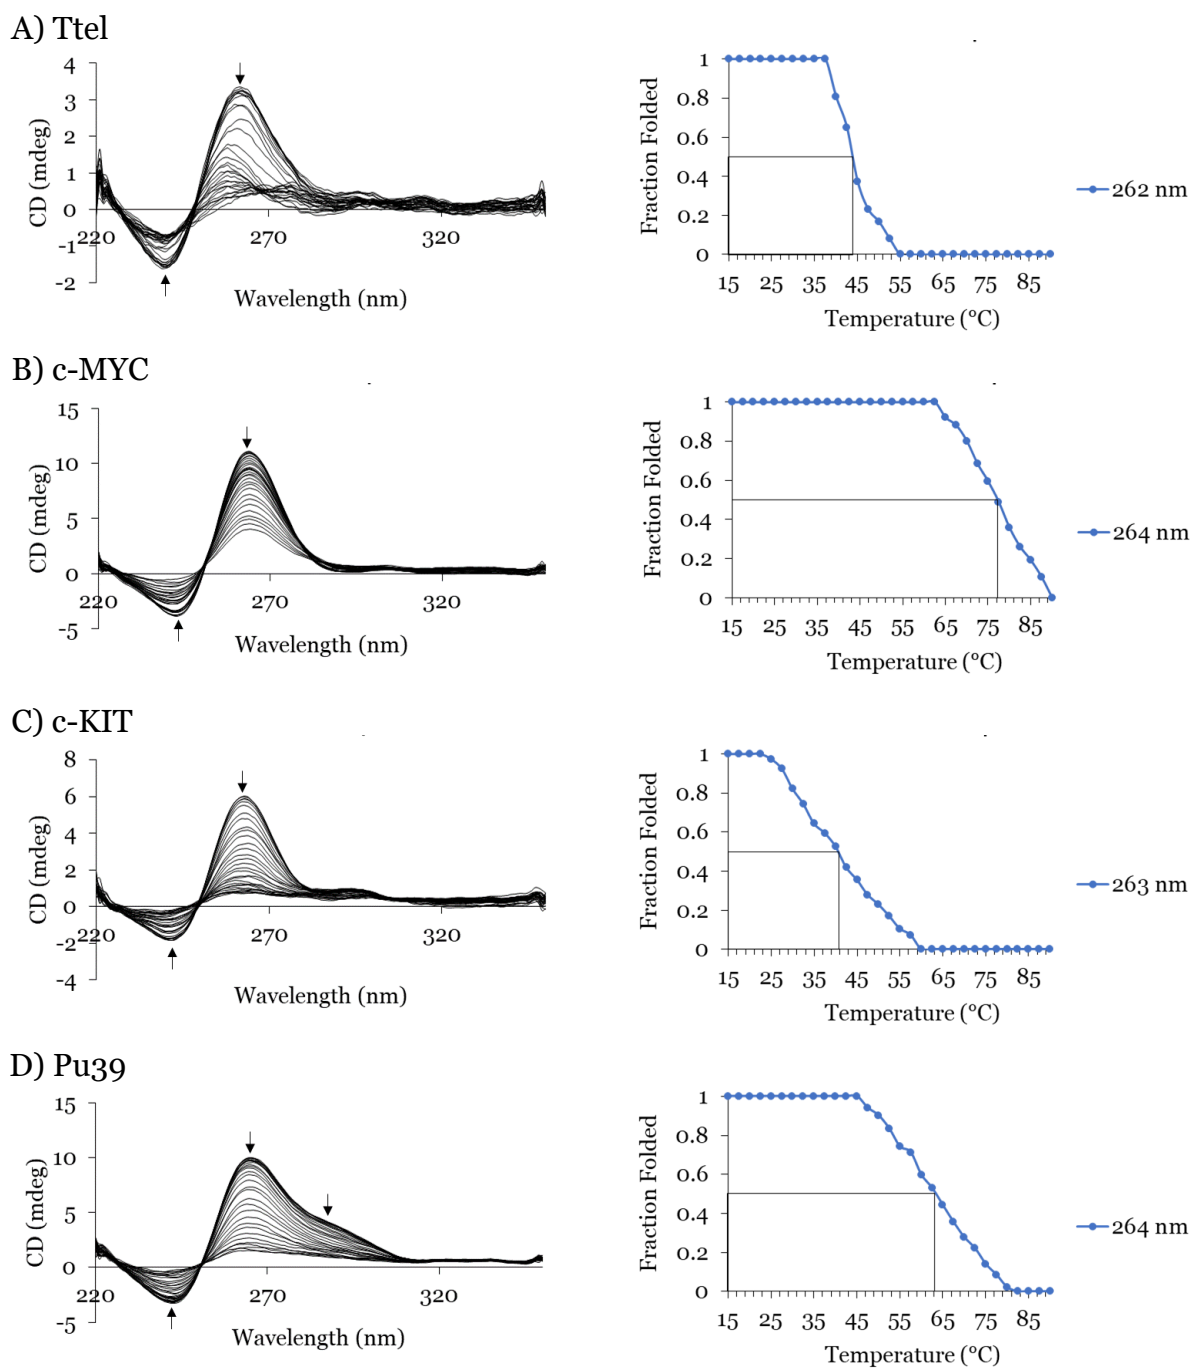 A) Ttel
4
3
2
1
0
-1
-2
220
270
320
CD (mdeg)
Wavelength (nm)
1
0.8
0.6
0.4
0.2
0
15 25 35 45 55 65 75 85
Fraction Folded
Temperature (°C)
262 nm
B) c-MYC
15
10
5
0
-5
220
270
320
CD (mdeg)
Wavelength (nm)
1
0.8
0.6
0.4
0.2
0
15 25 35 45 55 65 75 85
Fraction Folded
Temperature (°C)
264 nm
C) c-KIT
8
6
4
2
0
-2
-4
220
270
320
CD (mdeg)
Wavelength (nm)
1
0.8
0.6
0.4
0.2
0
15 25 35 45 55 65 75 85
Fraction Folded
Temperature (°C)
263 nm
D) Pu39
15
10
5
0
-5
220
270
320
CD (mdeg)
Wavelength (nm)
1
0.8
0.6
0.4
0.2
0
15 25 35 45 55 65 75 85
Fraction Folded
Temperature (°C)
264 nm